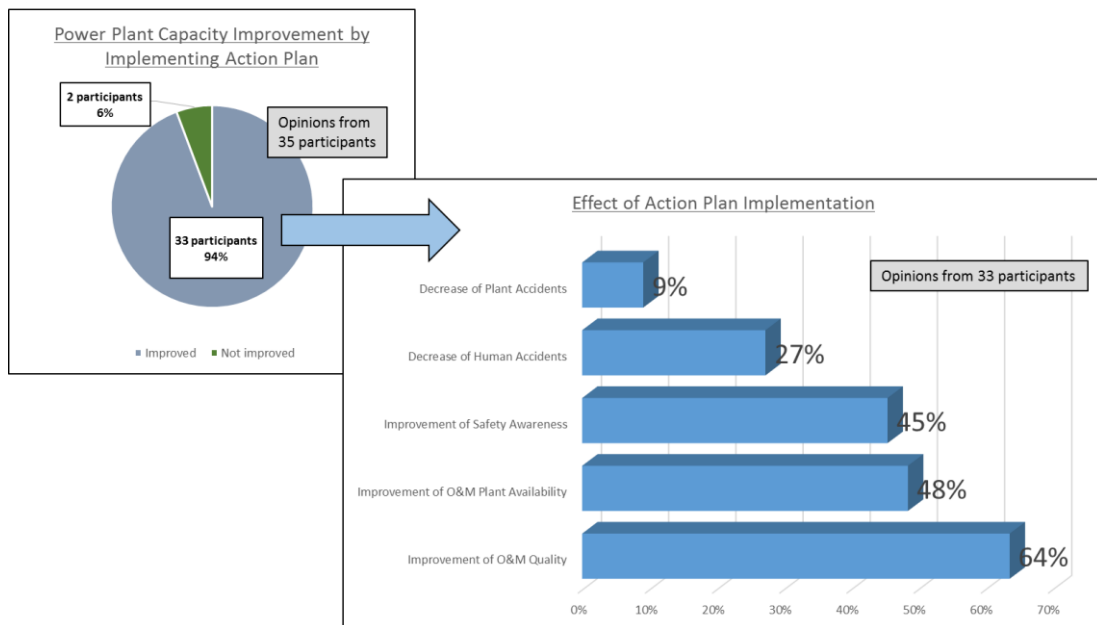 Power Plant Capacity Improvement by
Implementing Action Plan
2 participants
6%
Opinions from
35 participants
33 participants
94%
Improved
Not improved
Effect of Action Plan Implementation
Opinions from 33 participants
Decrease of Plant Accidents
9%
Decrease of Human Accidents
27%
Improvement of Safety Awareness
45%
Improvement of O&M Plant Availability
48%
Improvement of O&M Quality
64%
0%
10%
20%
30%
40%
50%
60%
70%